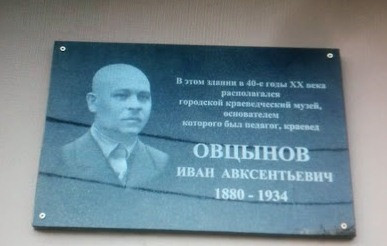 В этом здании в 40-е годы XX века
располагался
городской краеведческий музей,
основателем
которого был педагог, краевед
ОВЦЫНОВ
ИВАН АВКСЕНТЬЕВИЧ
1880 - 1934